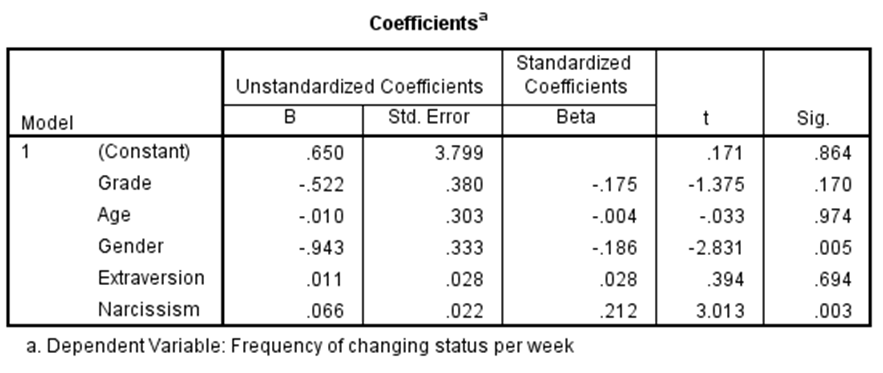 Coefficientsᵃ
Model Unstandardized Coefficients Standardized Coefficients t Sig.
B Std. Error Beta
1 (Constant) .650 3.799 .171 .864
Grade -.522 .380 -.175 -1.375 .170
Age -.010 .303 -.004 -.033 .974
Gender -.943 .333 -.186 -2.831 .005
Extraversion .011 .028 .028 .394 .694
Narcissism .066 .022 .212 3.013 .003
a. Dependent Variable: Frequency of changing status per week